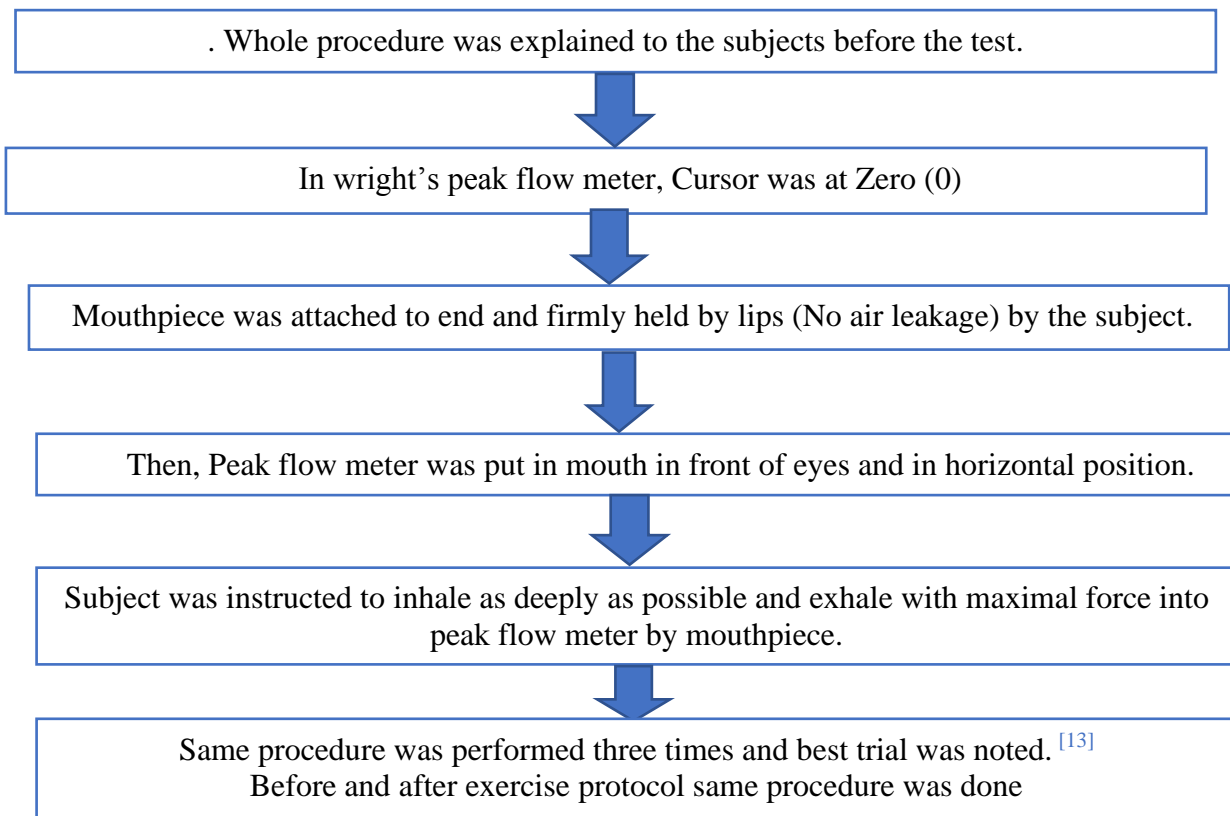 . Whole procedure was explained to the subjects before the test.
In wright’s peak flow meter, Cursor was at Zero (0)
Mouthpiece was attached to end and firmly held by lips (No air leakage) by the subject.
Then, Peak flow meter was put in mouth in front of eyes and in horizontal position.
Subject was instructed to inhale as deeply as possible and exhale with maximal force into
peak flow meter by mouthpiece.
Same procedure was performed three times and best trial was noted. [13]
Before and after exercise protocol same procedure was done